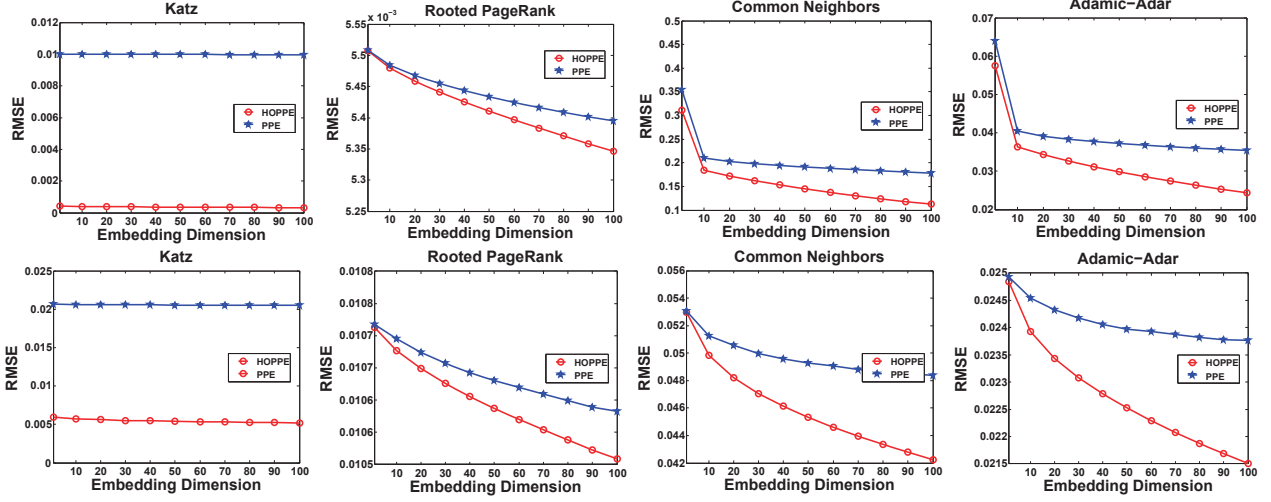 Katz
RMSE
0.014
0.012
0.01
0.008
0.006
0.004
0.002
0
HOPPE
PPE
10 20 30 40 50 60 70 80 90 100
Embedding Dimension
Rooted PageRank
x 10⁻³
RMSE
5.55
5.5
5.45
5.4
5.35
5.3
5.25
HOPPE
PPE
10 20 30 40 50 60 70 80 90 100
Embedding Dimension
Common Neighbors
RMSE
0.5
0.45
0.4
0.35
0.3
0.25
0.2
0.15
0.1
HOPPE
PPE
10 20 30 40 50 60 70 80 90 100
Embedding Dimension
Adamic-Adar
RMSE
0.07
0.06
0.05
0.04
0.03
0.02
HOPPE
PPE
10 20 30 40 50 60 70 80 90 100
Embedding Dimension
Katz
RMSE
0.025
0.02
0.015
0.01
0.005
0
HOPPE
PPE
10 20 30 40 50 60 70 80 90 100
Embedding Dimension
Rooted PageRank
RMSE
0.0108
0.0108
0.0107
0.0107
0.0106
0.0106
0.0105
HOPPE
PPE
10 20 30 40 50 60 70 80 90 100
Embedding Dimension
Common Neighbors
RMSE
0.056
0.054
0.052
0.05
0.048
0.046
0.044
0.042
HOPPE
PPE
10 20 30 40 50 60 70 80 90 100
Embedding Dimension
Adamic-Adar
RMSE
0.025
0.0245
0.024
0.0235
0.023
0.0225
0.022
0.0215
HOPPE
PPE
10 20 30 40 50 60 70 80 90 100
Embedding Dimension